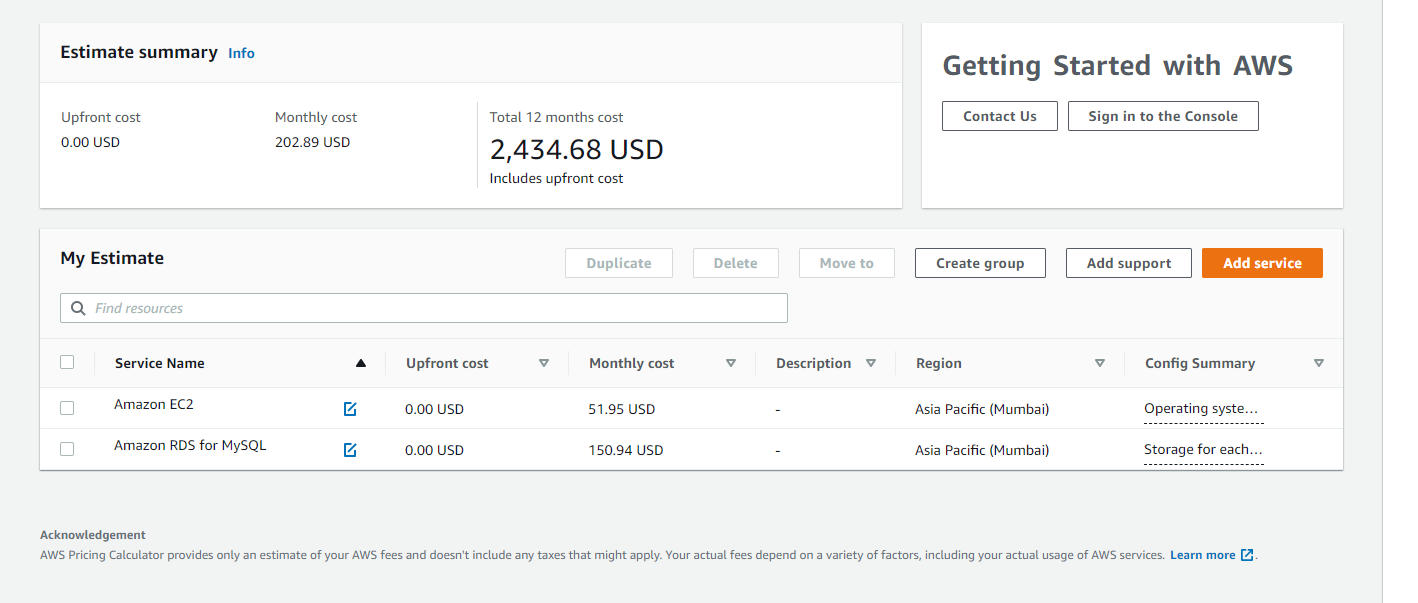 Estimate summary Info
Upfront cost
0.00 USD
Monthly cost
202.89 USD
Total 12 months cost
2,434.68 USD
Includes upfront cost
Getting Started with AWS
Contact Us Sign in to the Console
My Estimate
Duplicate Delete Move to Create group Add support Add service
Find resources
Service Name Upfront cost Monthly cost Description Region Config Summary
Amazon EC2 0.00 USD 51.95 USD - Asia Pacific (Mumbai) Operating syste...
Amazon RDS for MySQL 0.00 USD 150.94 USD - Asia Pacific (Mumbai) Storage for each...
Acknowledgement
AWS Pricing Calculator provides only an estimate of your AWS fees and doesn't include any taxes that might apply. Your actual fees depend on a variety of factors, including your actual usage of AWS services. Learn more.